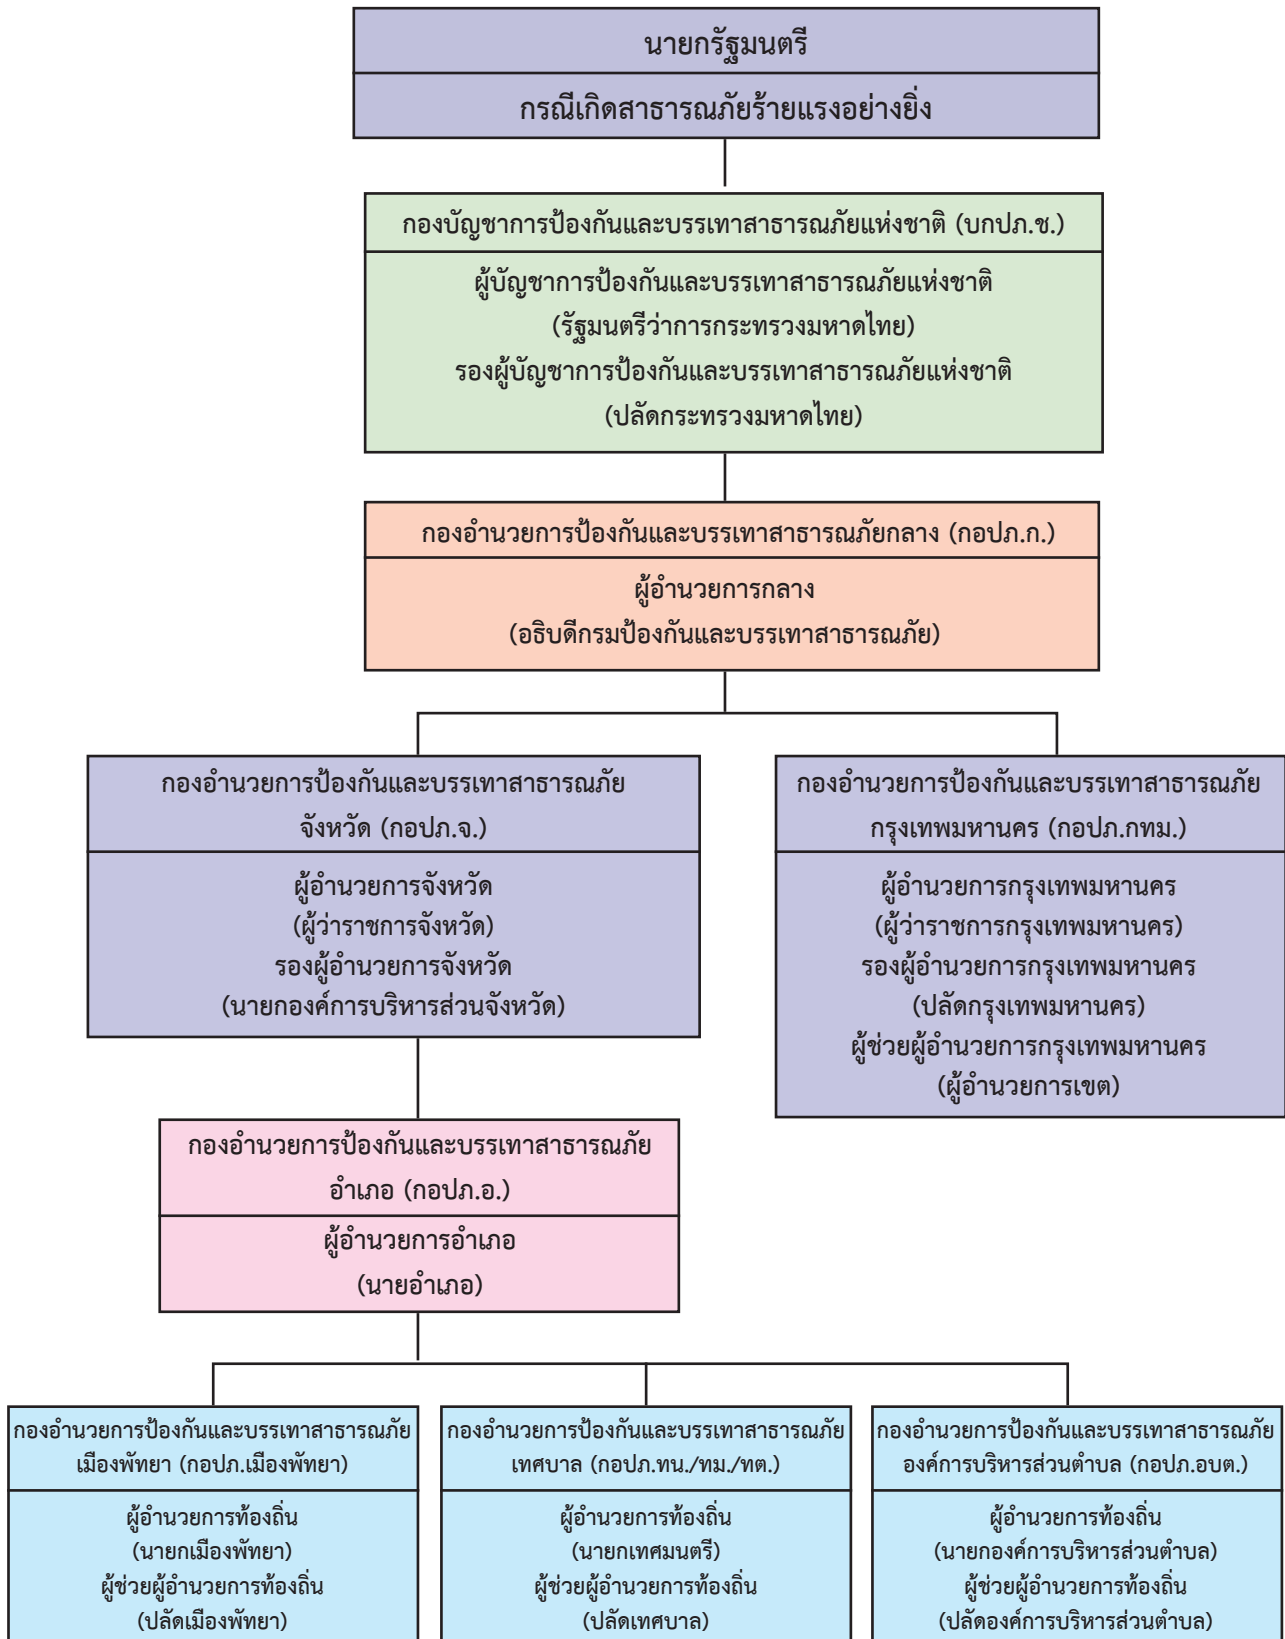 นายกรัฐมนตรี
กรณีเกิดสาธารณภัยร้ายแรงอย่างยิ่ง
กองบัญชาการป้องกันและบรรเทาสาธารณภัยแห่งชาติ (บกปภ.ช.)
ผู้บัญชาการป้องกันและบรรเทาสาธารณภัยแห่งชาติ
(รัฐมนตรีว่าการกระทรวงมหาดไทย)
รองผู้บัญชาการป้องกันและบรรเทาสาธารณภัยแห่งชาติ
(ปลัดกระทรวงมหาดไทย)
กองอำนวยการป้องกันและบรรเทาสาธารณภัยกลาง (กอปภ.ก.)
ผู้อำนวยการกลาง
(อธิบดีกรมป้องกันและบรรเทาสาธารณภัย)
กองอำนวยการป้องกันและบรรเทาสาธารณภัย
จังหวัด (กอปภ.จ.)
ผู้อำนวยการจังหวัด
(ผู้ว่าราชการจังหวัด)
รองผู้อำนวยการจังหวัด
(นายกองค์การบริหารส่วนจังหวัด)
กองอำนวยการป้องกันและบรรเทาสาธารณภัย
กรุงเทพมหานคร (กอปภ.กทม.)
ผู้อำนวยการกรุงเทพมหานคร
(ผู้ว่าราชการกรุงเทพมหานคร)
รองผู้อำนวยการกรุงเทพมหานคร
(ปลัดกรุงเทพมหานคร)
ผู้ช่วยผู้อำนวยการกรุงเทพมหานคร
(ผู้อำนวยการเขต)
กองอำนวยการป้องกันและบรรเทาสาธารณภัย
อำเภอ (กอปภ.อ.)
ผู้อำนวยการอำเภอ
(นายอำเภอ)
กองอำนวยการป้องกันและบรรเทาสาธารณภัย
เมืองพัทยา (กอปภ.เมืองพัทยา)
ผู้อำนวยการท้องถิ่น
(นายกเมืองพัทยา)
ผู้ช่วยผู้อำนวยการท้องถิ่น
(ปลัดเมืองพัทยา)
กองอำนวยการป้องกันและบรรเทาสาธารณภัย
เทศบาล (กอปภ.ทน./ทม./ทต.)
ผู้อำนวยการท้องถิ่น
(นายกเทศมนตรี)
ผู้ช่วยผู้อำนวยการท้องถิ่น
(ปลัดเทศบาล)
กองอำนวยการป้องกันและบรรเทาสาธารณภัย
องค์การบริหารส่วนตำบล (กอปภ.อบต.)
ผู้อำนวยการท้องถิ่น
(นายกองค์การบริหารส่วนตำบล)
ผู้ช่วยผู้อำนวยการท้องถิ่น
(ปลัดองค์การบริหารส่วนตำบล)